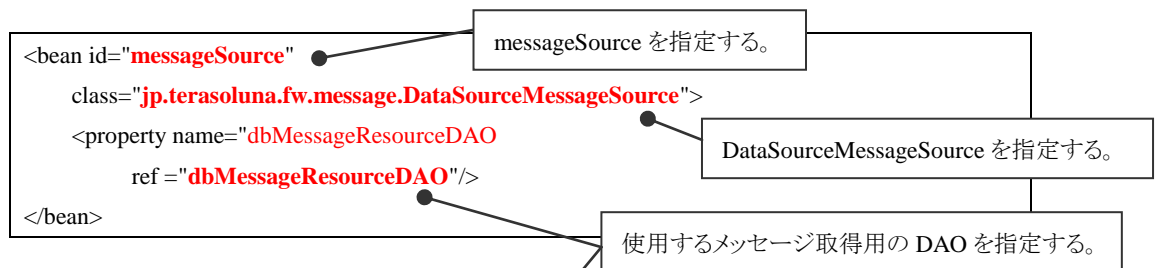 messageSource を指定する。
<bean id="messageSource"
class="jp.terasoluna.fw.message.DataSourceMessageSource">
<property name="dbMessageResourceDAO
DataSourceMessageSource を指定する。
ref ="dbMessageResourceDAO"/>
</bean>
使用するメッセージ取得用の DAO を指定する。